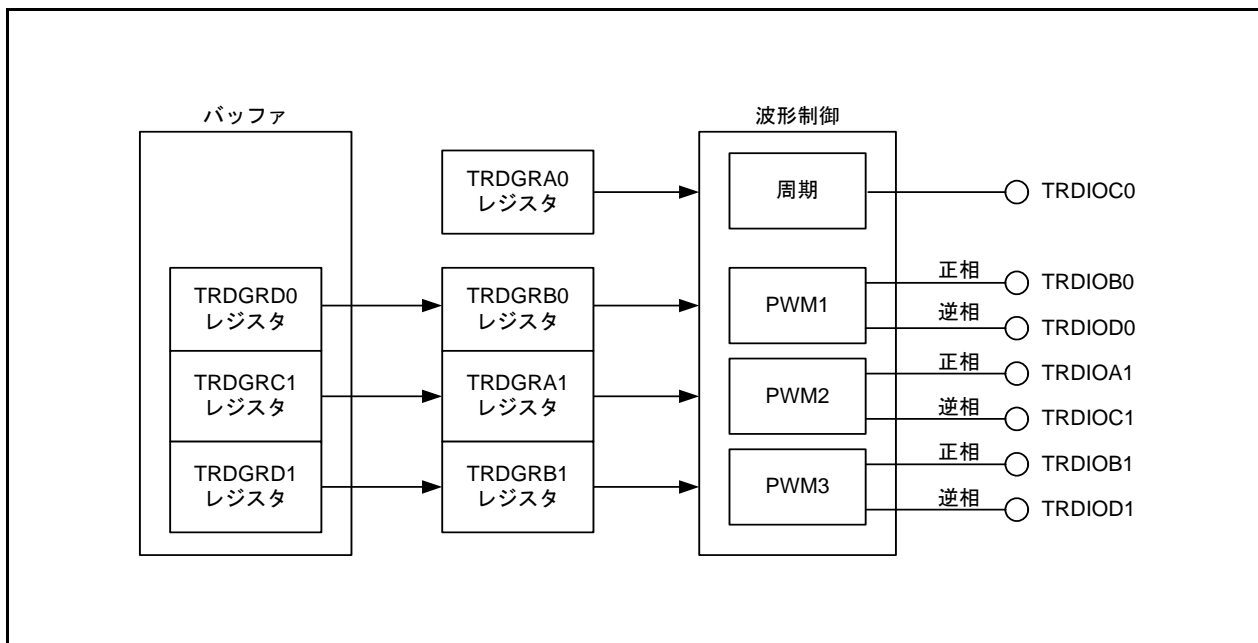 バッファ
波形制御
TRDGRA0
レジスタ
周期
TRDIOC0
TRDGRD0
レジスタ
TRDGRB0
レジスタ
PWM1
正相
TRDIOB0
逆相
TRDIOD0
TRDGRC1
レジスタ
TRDGRA1
レジスタ
PWM2
正相
TRDIOA1
逆相
TRDIOC1
TRDGRD1
レジスタ
TRDGRB1
レジスタ
PWM3
正相
TRDIOB1
逆相
TRDIOD1